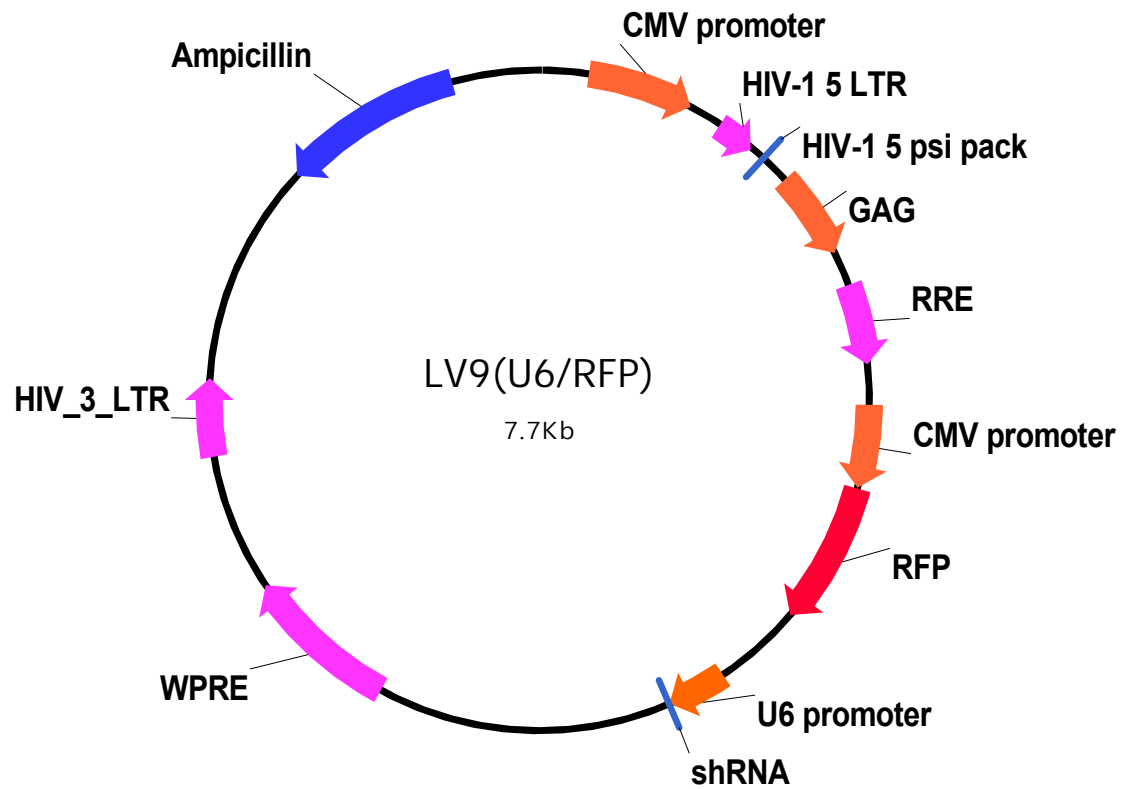 CMV promoter
Ampicillin
HIV-1 5 LTR
HIV-1 5 psi pack
GAG
RRE
LV9(U6/RFP)
HIV_3_LTR
7.7Kb
CMV promoter
RFP
WPRE
U6 promoter
shRNA